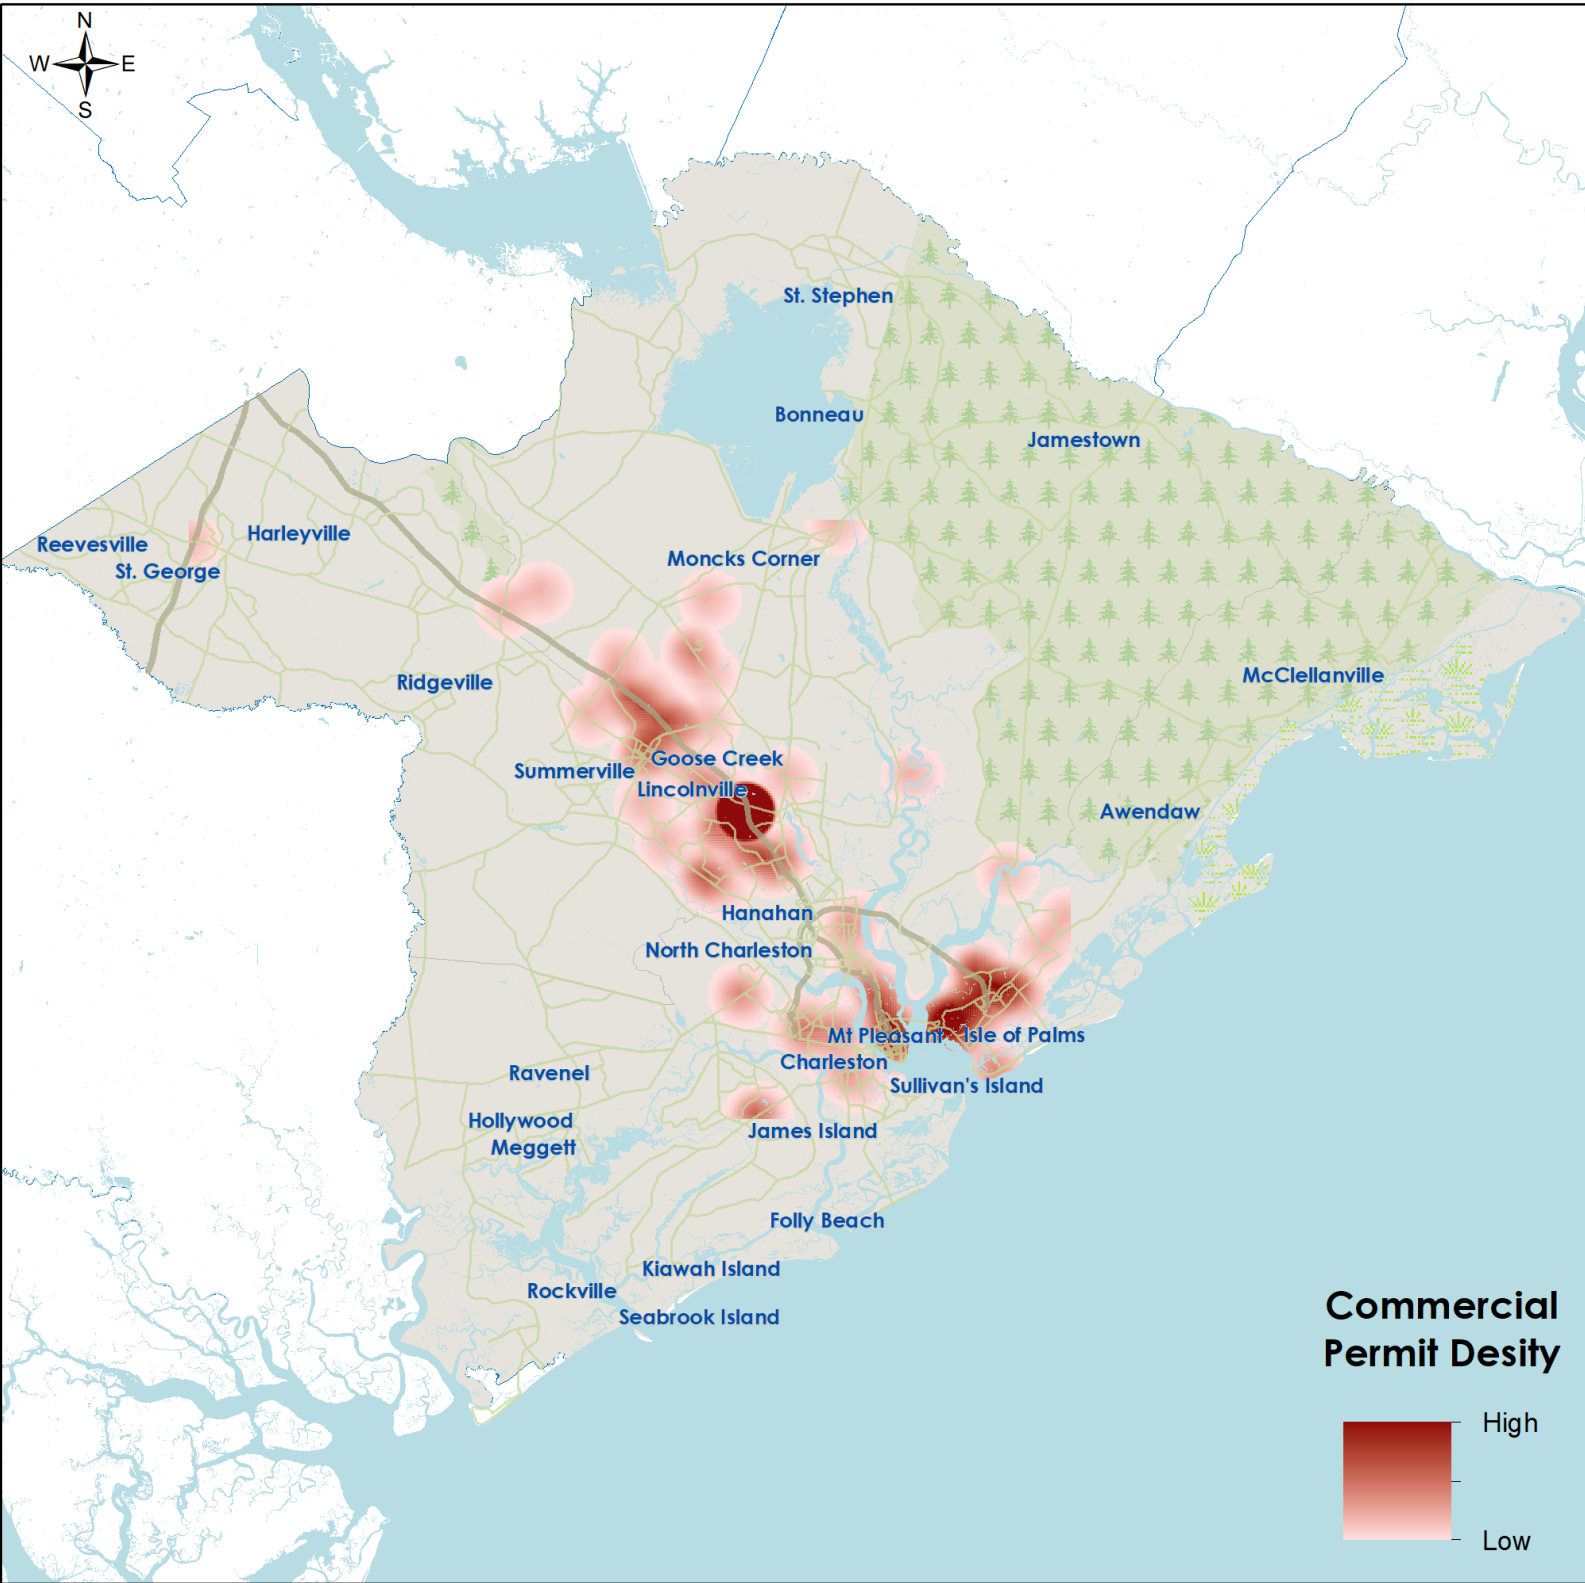 N
W E
S
St. Stephen
Bonneau
Jamestown
Harleyville
Reevesville
St. George
Moncks Corner
McClellanville
Ridgeville
Goose Creek
Summerville
Lincolnville
Awendaw
Hanahan
North Charleston
Mt Pleasant
Isle of Palms
Charleston
Ravenel
Sullivan's Island
Hollywood
James Island
Meggett
Folly Beach
Kiawah Island
Rockville
Seabrook Island
Commercial
Permit Desity
High
Low